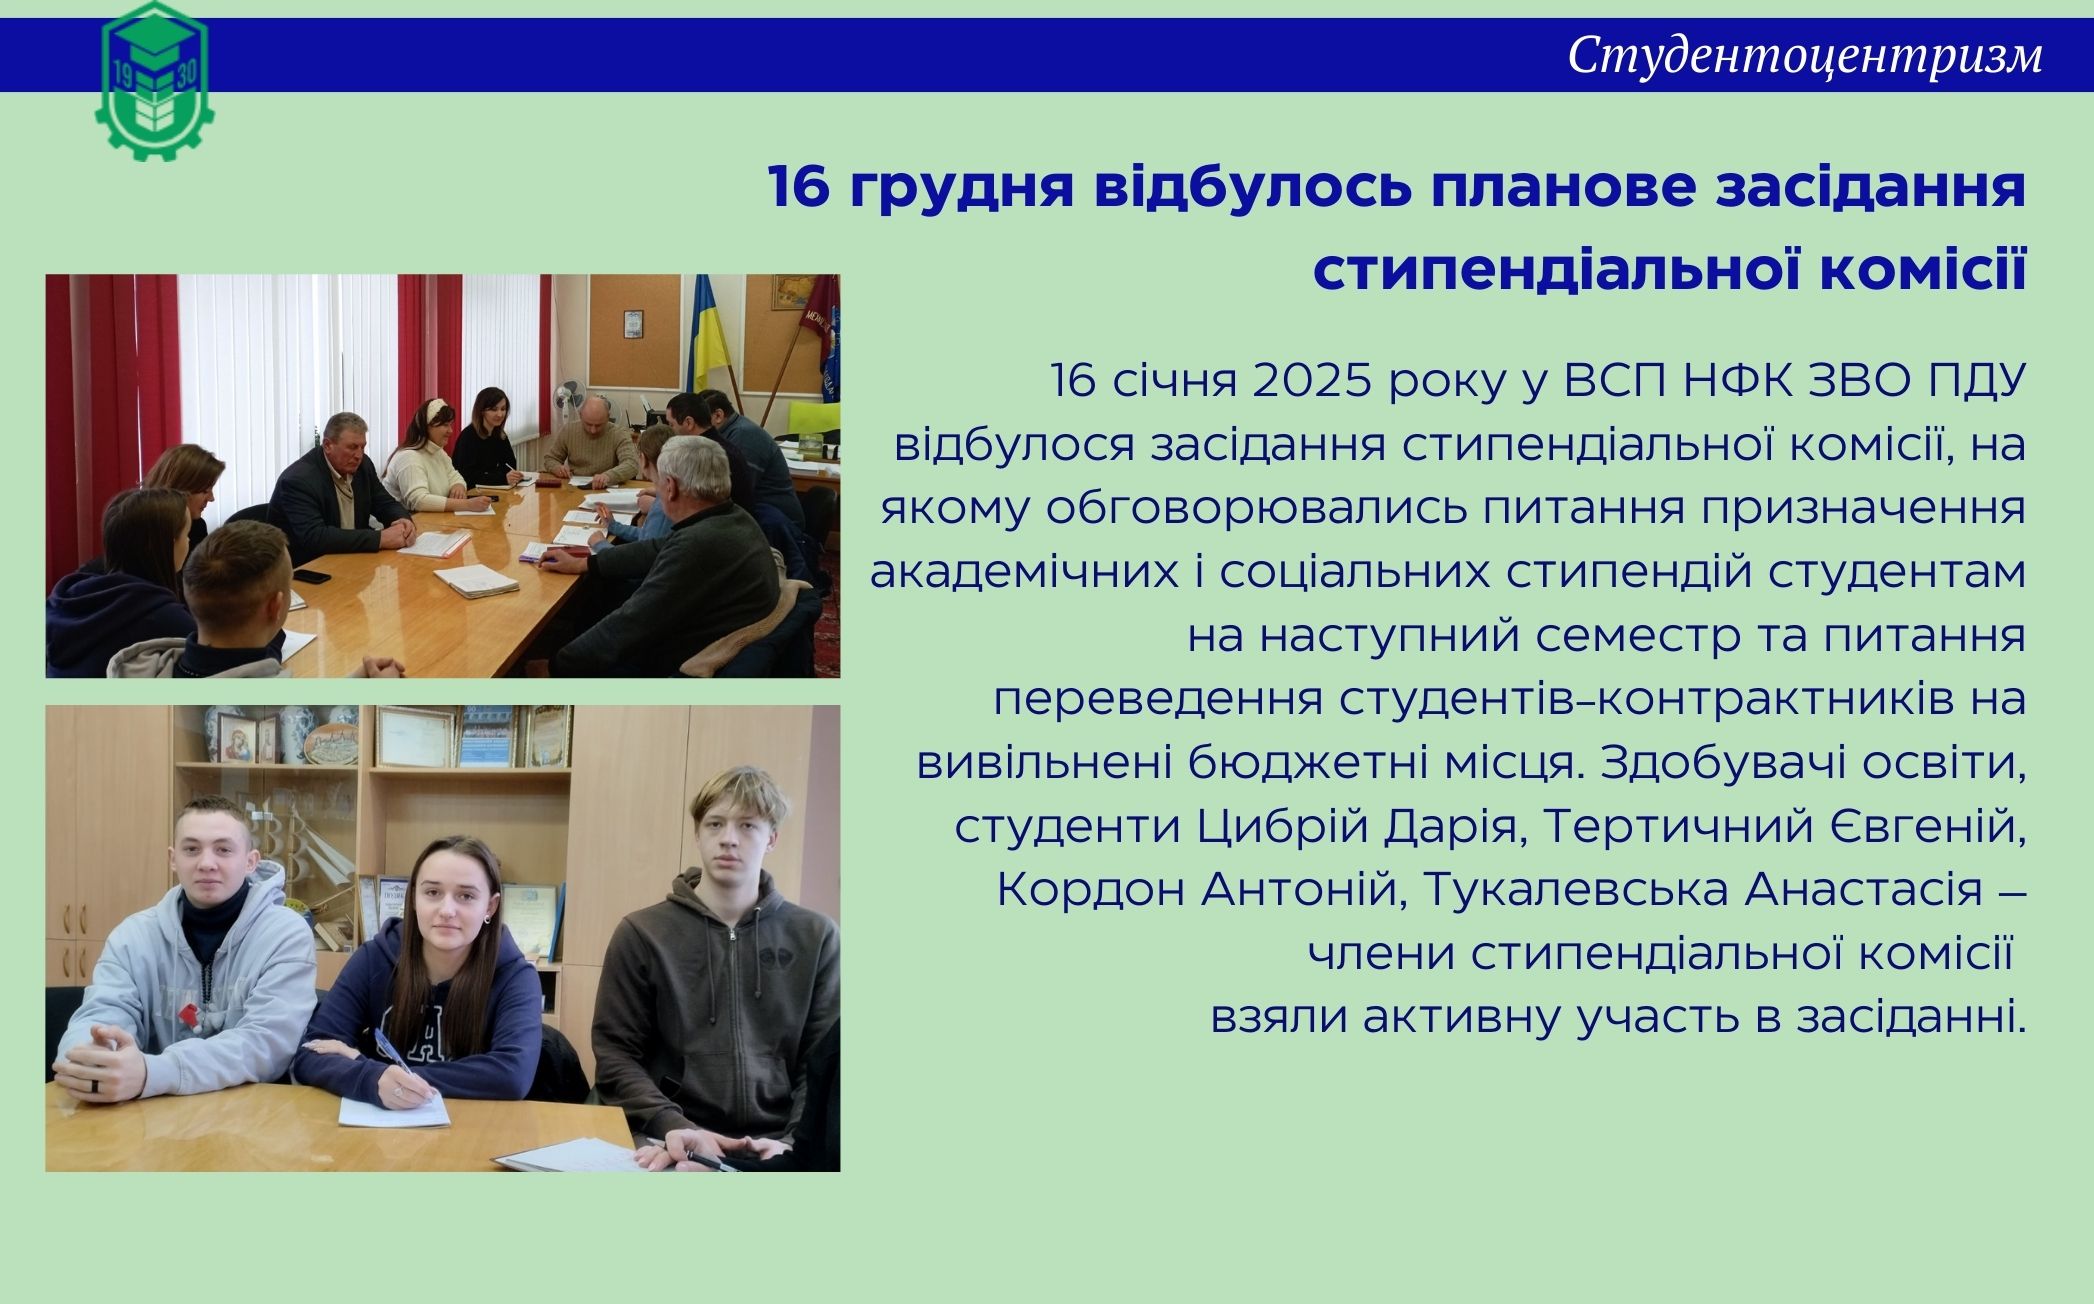 Студентоцентризм
19 30
16 грудня відбулось планове засідання
стипендіальної комісії
16 січня 2025 року у ВСП НФК ЗВО ПДУ
відбулося засідання стипендіальної комісії, на
якому обговорювались питання призначення
академічних і соціальних стипендій студентам
на наступний семестр та питання
переведення студентів-контрактників на
вивільнені бюджетні місця. Здобувачі освіти,
студенти Цибрій Дарія, Тертичний Євгеній,
Кордон Антоній, Тукалевська Анастасія –
члени стипендіальної комісії
взяли активну участь в засіданні.